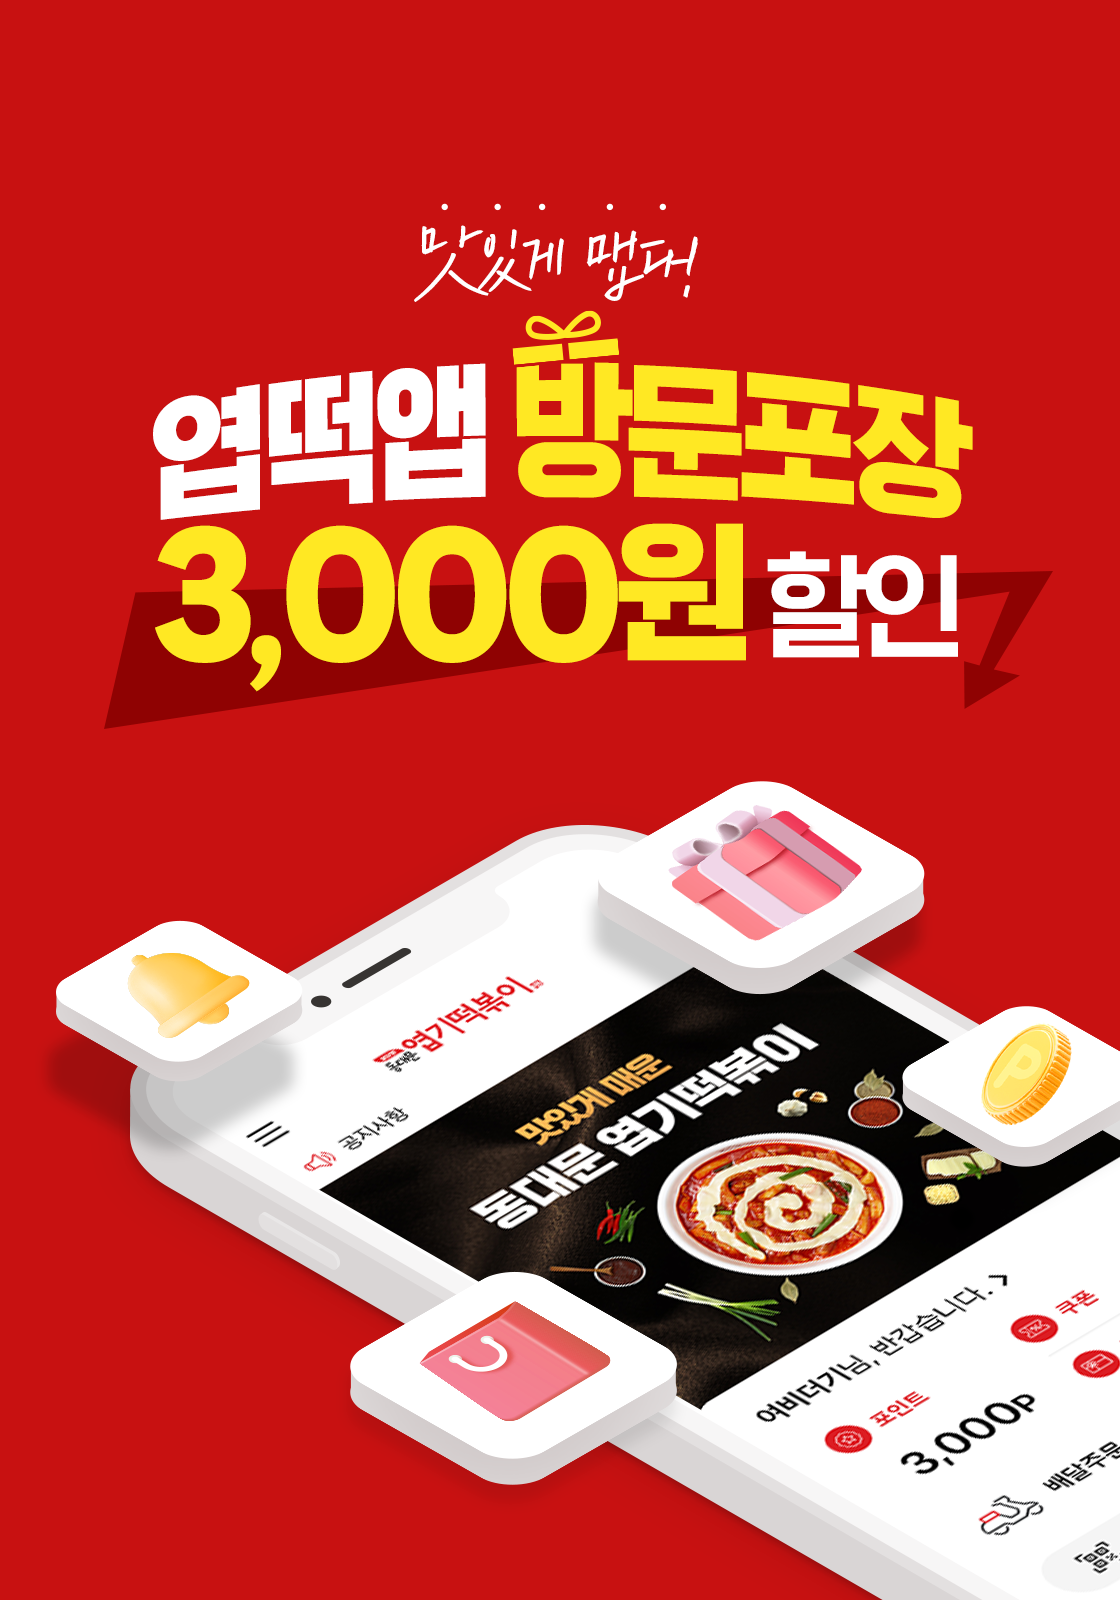 맛있게 맵다!
엽떡앱 방문포장
3,000원 할인
동대문 엽기떡볶이
공지사항
맛있게 매운
동대문 엽기떡볶이
여비더기님, 반갑습니다. >
포인트
3,000P
쿠폰
배달주문